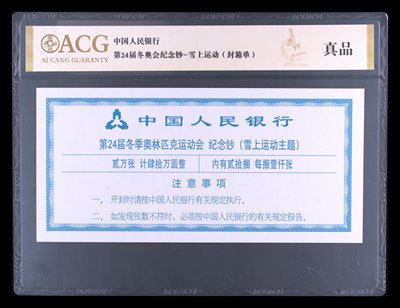 ACG
AI CANG GUARANTY
中国人民银行
第24届冬奥会纪念钞-雪上运动（封箱单）
真品
中国人民银行
第24届冬季奥林匹克运动会 纪念钞（雪上运动主题）
贰万张 计肆拾万圆整 内有贰拾捆 每捆壹仟张
注意事项
一、 开封时请按中国人民银行有关规定执行。
二、 如发现张数不符时，必须按中国人民银行的有关规定报告。